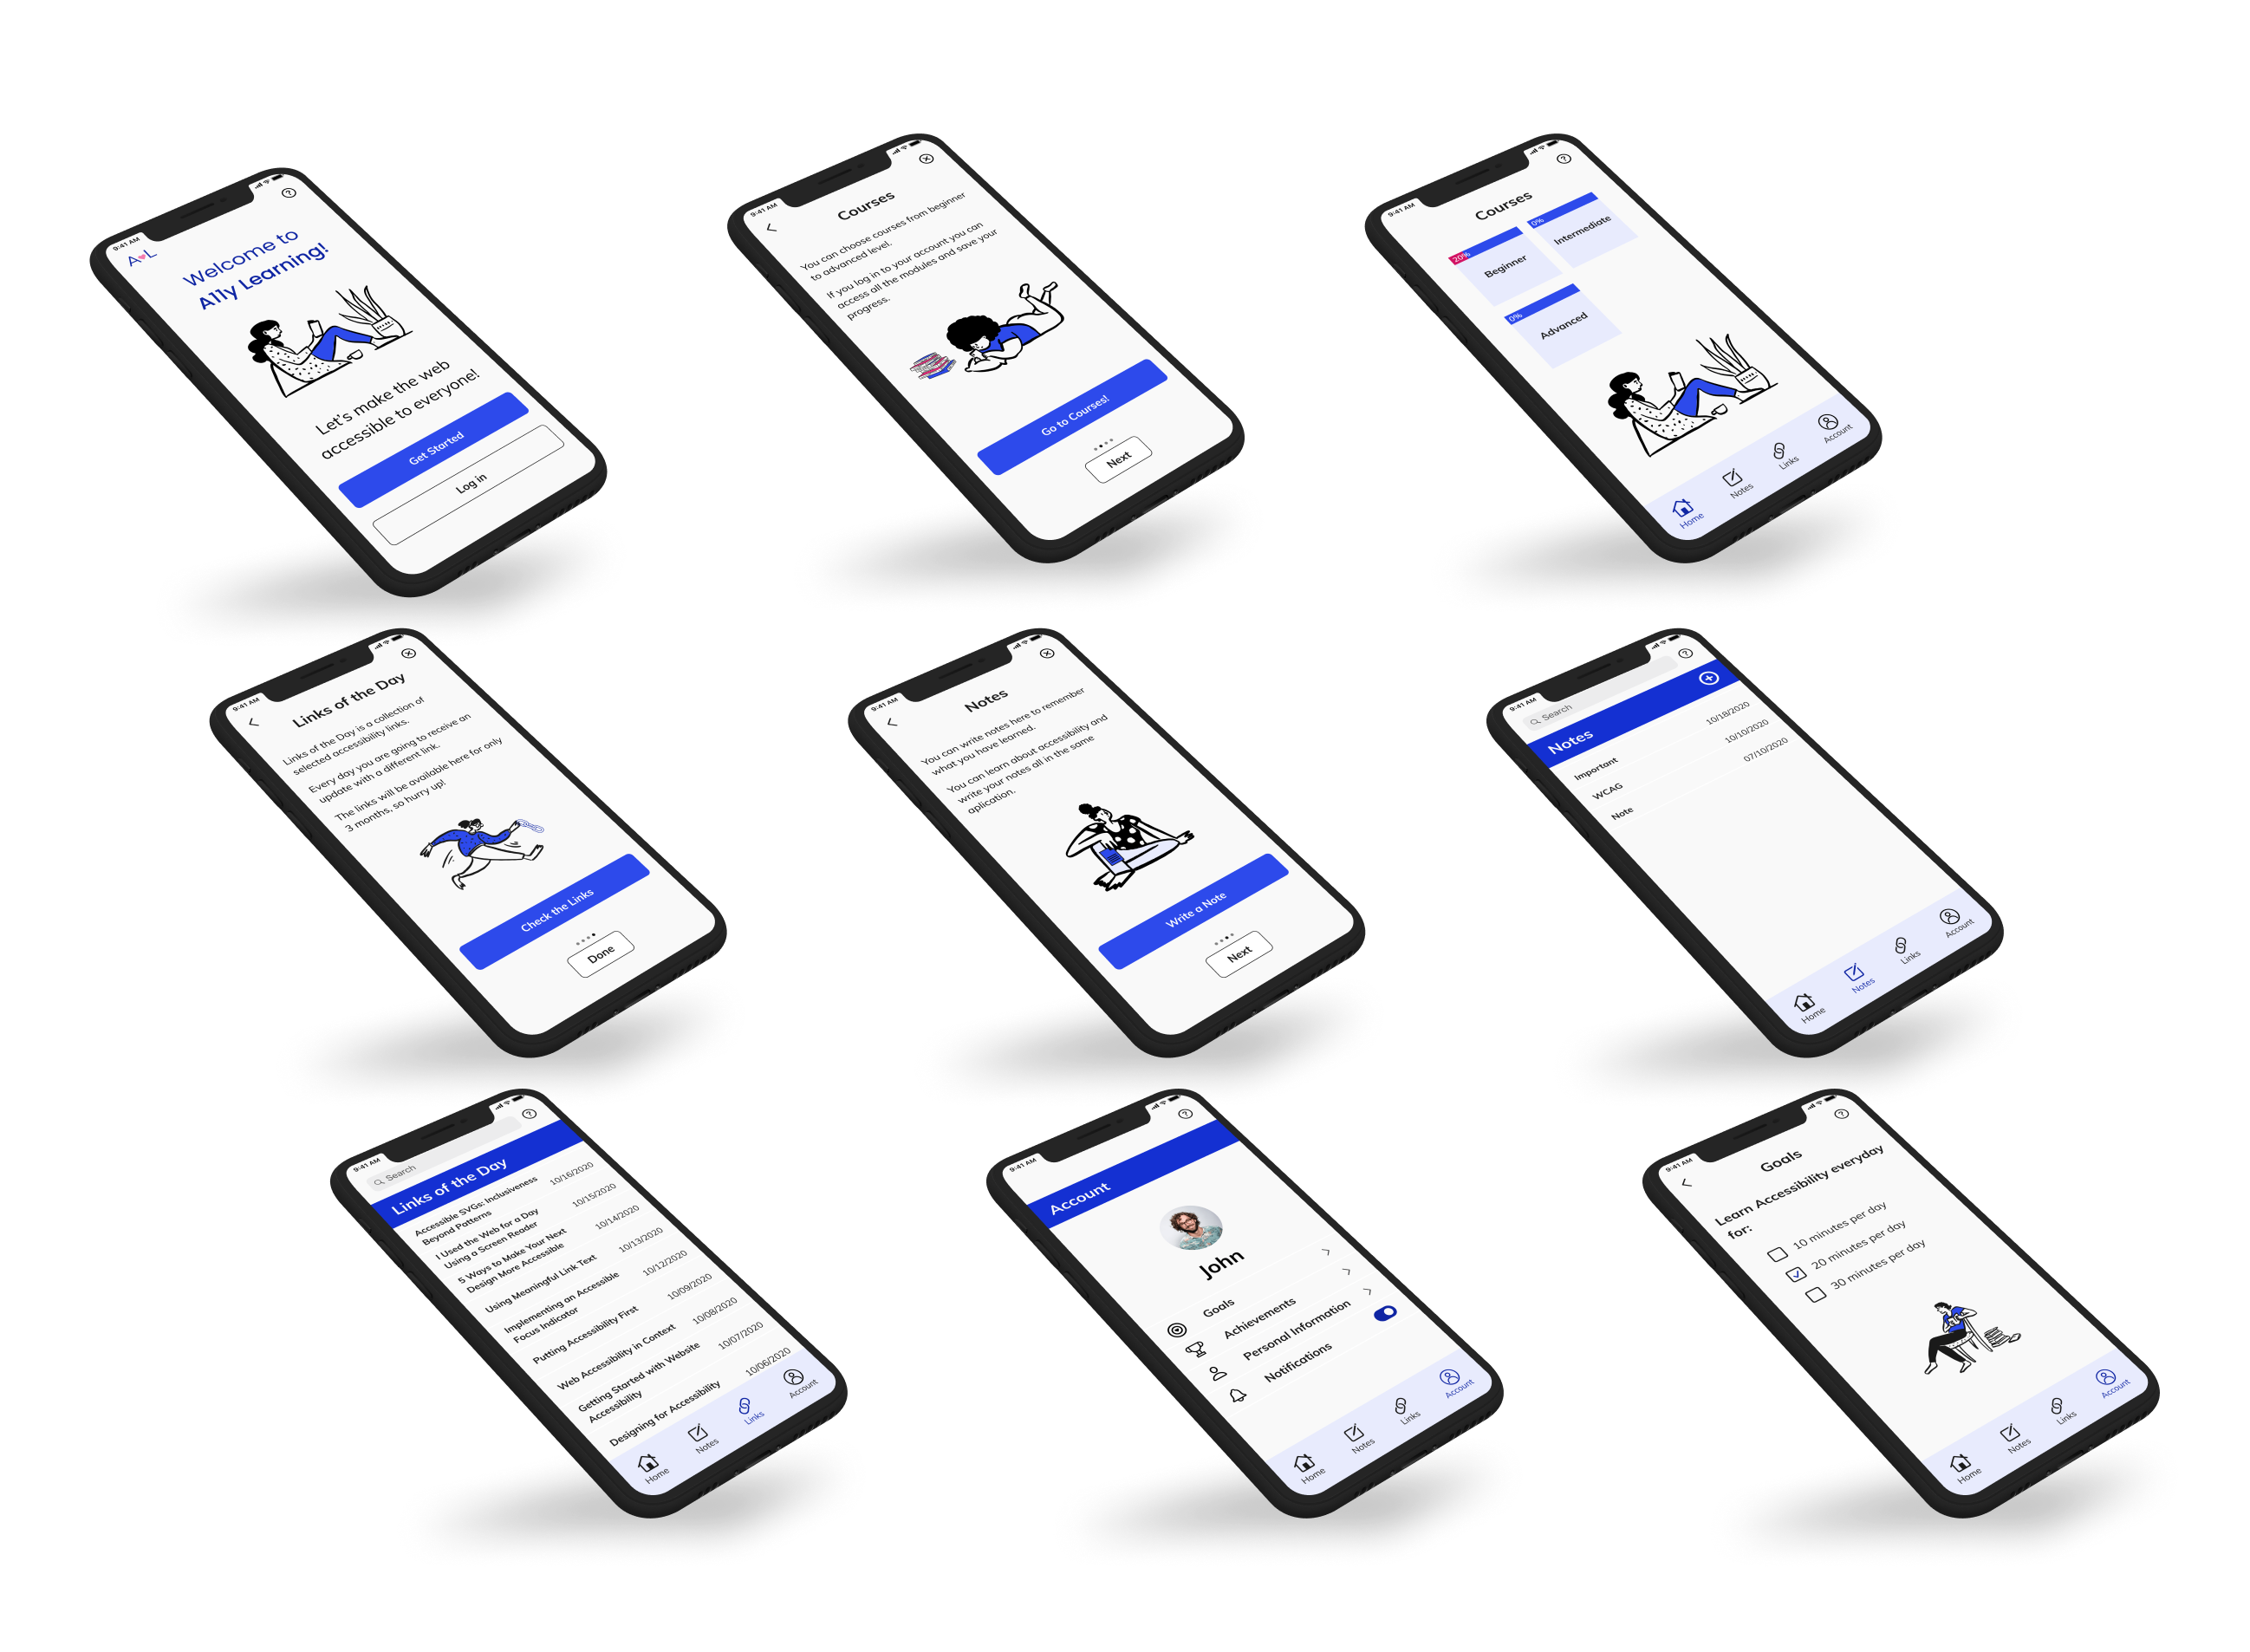 9:41 AM
A♥L
Welcome to
A11y Learning!
Let's make the web
accessible to everyone!
Get Started
Log in
9:41 AM
Courses
You can choose courses from beginner
to advanced level.
If you log in to your account you can
access all the modules and save your
progress.
Go to Courses!
Next
9:41 AM
Courses
20%
Beginner
0%
Intermediate
0%
Advanced
Home
Notes
Links
Account
9:41 AM
Links of the Day
Links of the Day is a collection of
selected accessibility links.
Every day you are going to receive an
update with a different link.
The links will be available here for only
3 months, so hurry up!
Check the Links
Done
9:41 AM
Notes
You can write notes here to remember
what you have learned.
You can learn about accessibility and
write your notes all in the same
aplication.
Write a Note
Next
9:41 AM
Search
Notes
Important 10/18/2020
WCAG 10/10/2020
Note 07/10/2020
Home
Notes
Links
Account
9:41 AM
Search
Links of the Day
Accessible SVGs: Inclusiveness 10/16/2020
Beyond Patterns
I Used the Web for a Day 10/15/2020
Using a Screen Reader
5 Ways to Make Your Next 10/14/2020
Design More Accessible
Using Meaningful Link Text 10/13/2020
Implementing an Accessible 10/12/2020
Focus Indicator
Putting Accessibility First 10/09/2020
Web Accessibility in Context 10/08/2020
Getting Started with Website 10/07/2020
Accessibility
Designing for Accessibility 10/06/2020
Home
Notes
Links
Account
9:41 AM
Account
John
Goals
Achievements
Personal Information
Notifications
Home
Notes
Links
Account
9:41 AM
Goals
Learn Accessibility everyday
for:
10 minutes per day
20 minutes per day
30 minutes per day
Home
Notes
Links
Account